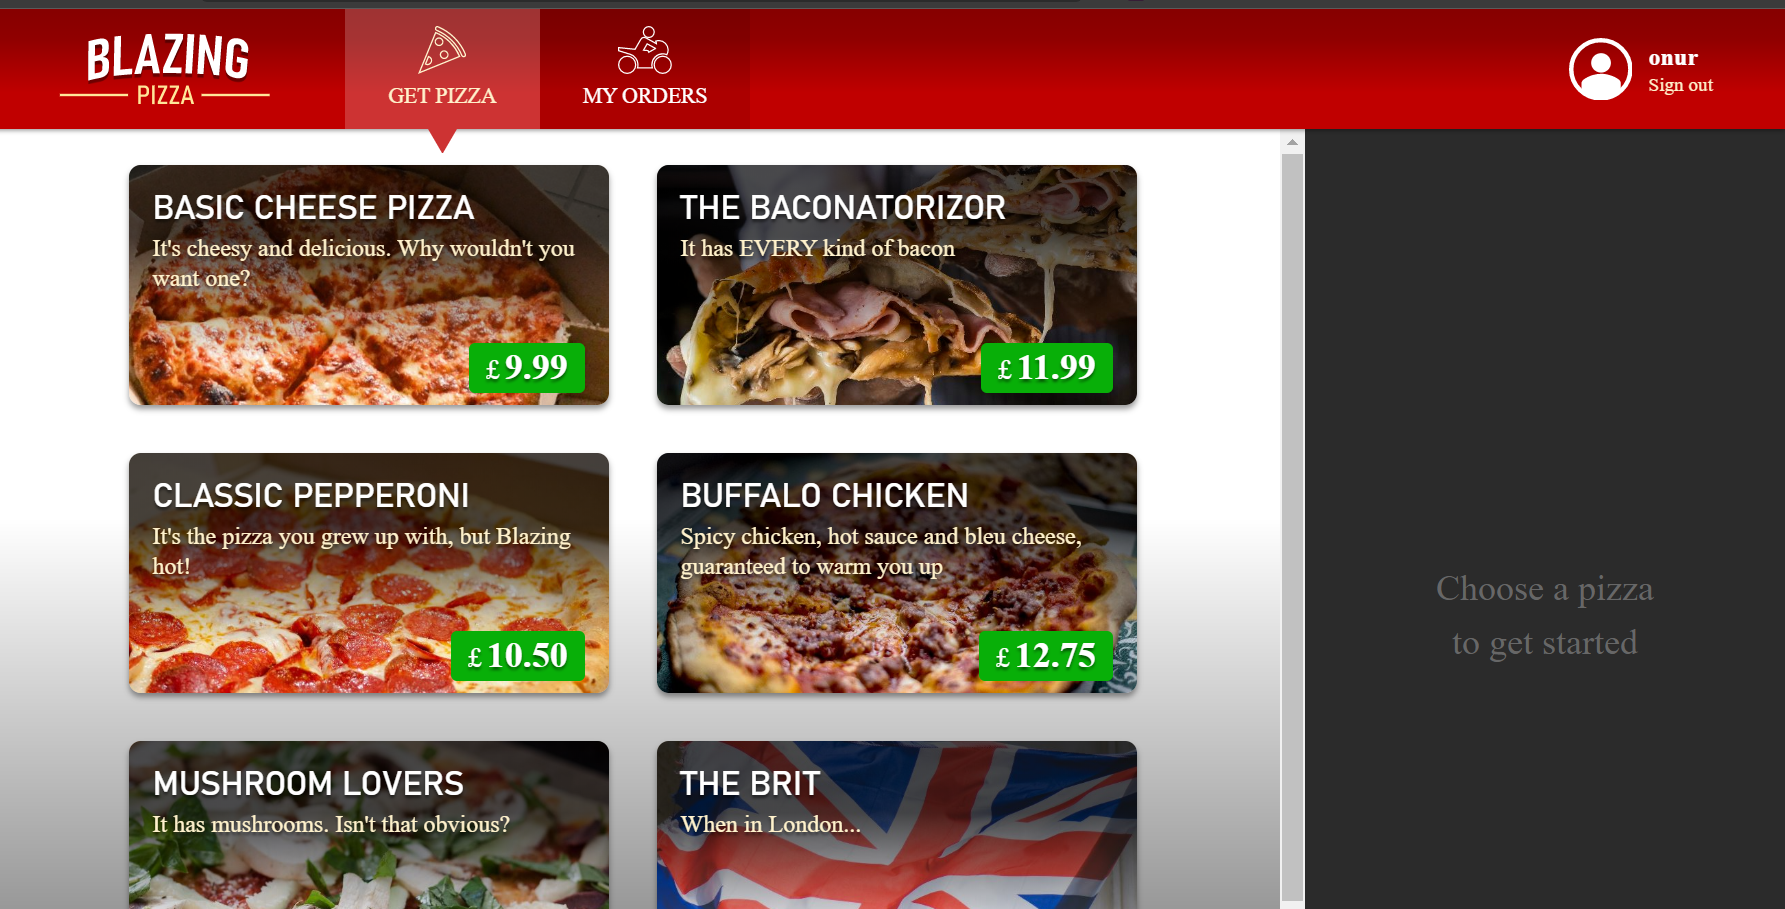 BLAZING
PIZZA
GET PIZZA
MY ORDERS
onur
Sign out
BASIC CHEESE PIZZA
It's cheesy and delicious. Why wouldn't you
want one?
£ 9.99
THE BACONATORIZOR
It has EVERY kind of bacon
£ 11.99
CLASSIC PEPPERONI
It's the pizza you grew up with, but Blazing
hot!
£ 10.50
BUFFALO CHICKEN
Spicy chicken, hot sauce and bleu cheese,
guaranteed to warm you up
£ 12.75
MUSHROOM LOVERS
It has mushrooms. Isn't that obvious?
THE BRIT
When in London...
Choose a pizza
to get started